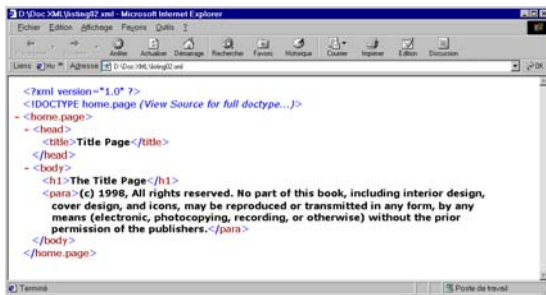 D:\Doc XML\listing02.xml - Microsoft Internet Explorer
Fichier Edition Affichage Favoris Outils ?
Arrêter Actualiser Démarrage Rechercher Favoris Historique Courrier Imprimer Edition Discussion
Liens Adresse D:\Doc XML\listing02.xml OK
<?xml version="1.0" ?>
<!DOCTYPE home.page (View Source for full doctype...)>
- <home.page>
- <head>
<title>Title Page</title>
</head>
- <body>
<h1>The Title Page</h1>
<para>(c) 1998, All rights reserved. No part of this book, including interior design,
cover design, and icons, may be reproduced or transmitted in any form, by any
means (electronic, photocopying, recording, or otherwise) without the prior
permission of the publishers.</para>
</body>
</home.page>
Terminé Poste de travail